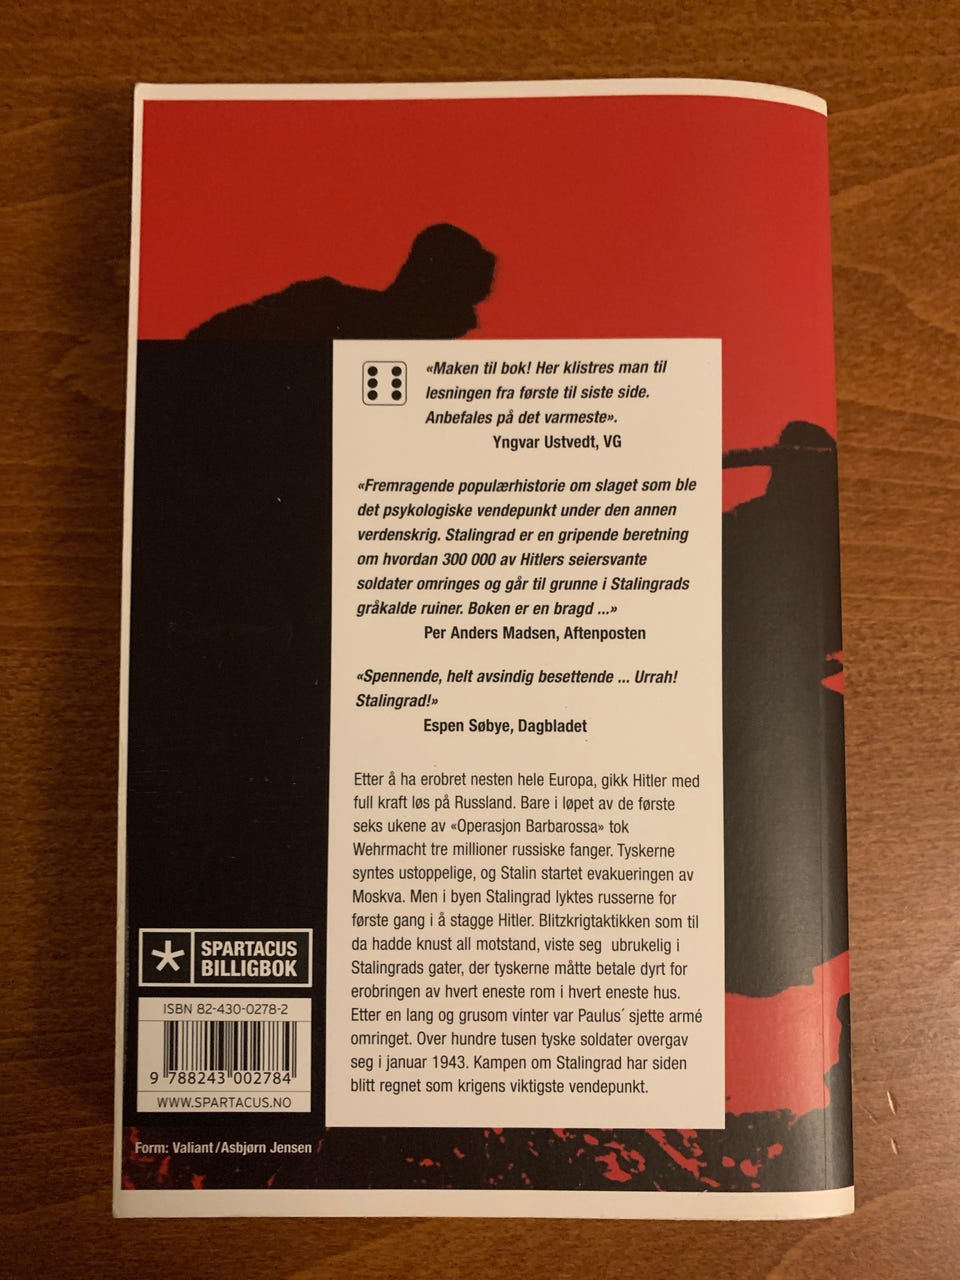 «Maken til bok! Her klistres man til
lesningen fra første til siste side.
Anbefales på det varmeste».
Yngvar Ustvedt, VG
«Fremragende populærhistorie om slaget som ble
det psykologiske vendepunkt under den annen
verdenskrig. Stalingrad er en gripende beretning
om hvordan 300 000 av Hitlers seiersvante
soldater omringes og går til grunne i Stalingrads
gråkalde ruiner. Boken er en bragd ...»
Per Anders Madsen, Aftenposten
«Spennende, helt avsindig besettende ... Urrah!
Stalingrad!»
Espen Søbye, Dagbladet
Etter å ha erobret nesten hele Europa, gikk Hitler med
full kraft løs på Russland. Bare i løpet av de første
seks ukene av «Operasjon Barbarossa» tok
Wehrmacht tre millioner russiske fanger. Tyskerne
syntes ustoppelige, og Stalin startet evakueringen av
Moskva. Men i byen Stalingrad lyktes russerne for
første gang i å stagge Hitler. Blitzkrigtaktikken som til
da hadde knust all motstand, viste seg ubrukelig i
Stalingrads gater, der tyskerne måtte betale dyrt for
erobringen av hvert eneste rom i hvert eneste hus.
Etter en lang og grusom vinter var Paulus´ sjette armé
omringet. Over hundre tusen tyske soldater overgav
seg i januar 1943. Kampen om Stalingrad har siden
blitt regnet som krigens viktigste vendepunkt.
SPARTACUS
BILLIGBOK
ISBN 82-430-0278-2
9 788243 002784
WWW.SPARTACUS.NO
Form: Valiant/Asbjørn Jensen